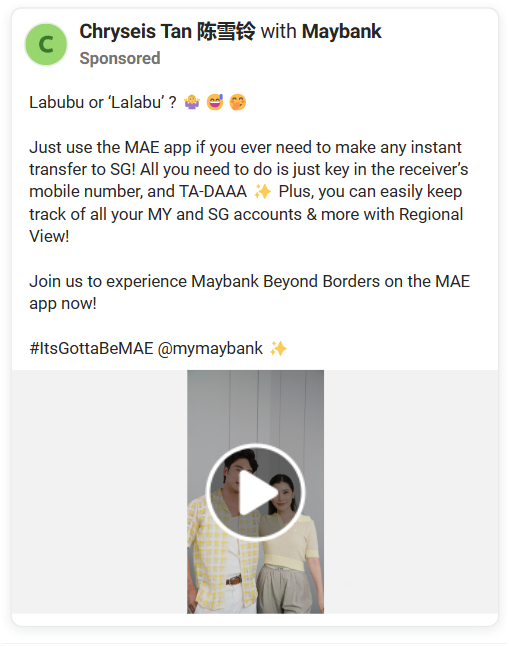 C
Chryseis Tan 陈雪铃 with Maybank
Sponsored
Labubu or ‘Lalabu’ ? 🤷 😅 🤭
Just use the MAE app if you ever need to make any instant
transfer to SG! All you need to do is just key in the receiver’s
mobile number, and TA-DAAA ✨ Plus, you can easily keep
track of all your MY and SG accounts & more with Regional
View!
Join us to experience Maybank Beyond Borders on the MAE
app now!
#ItsGottaBeMAE @mymaybank ✨